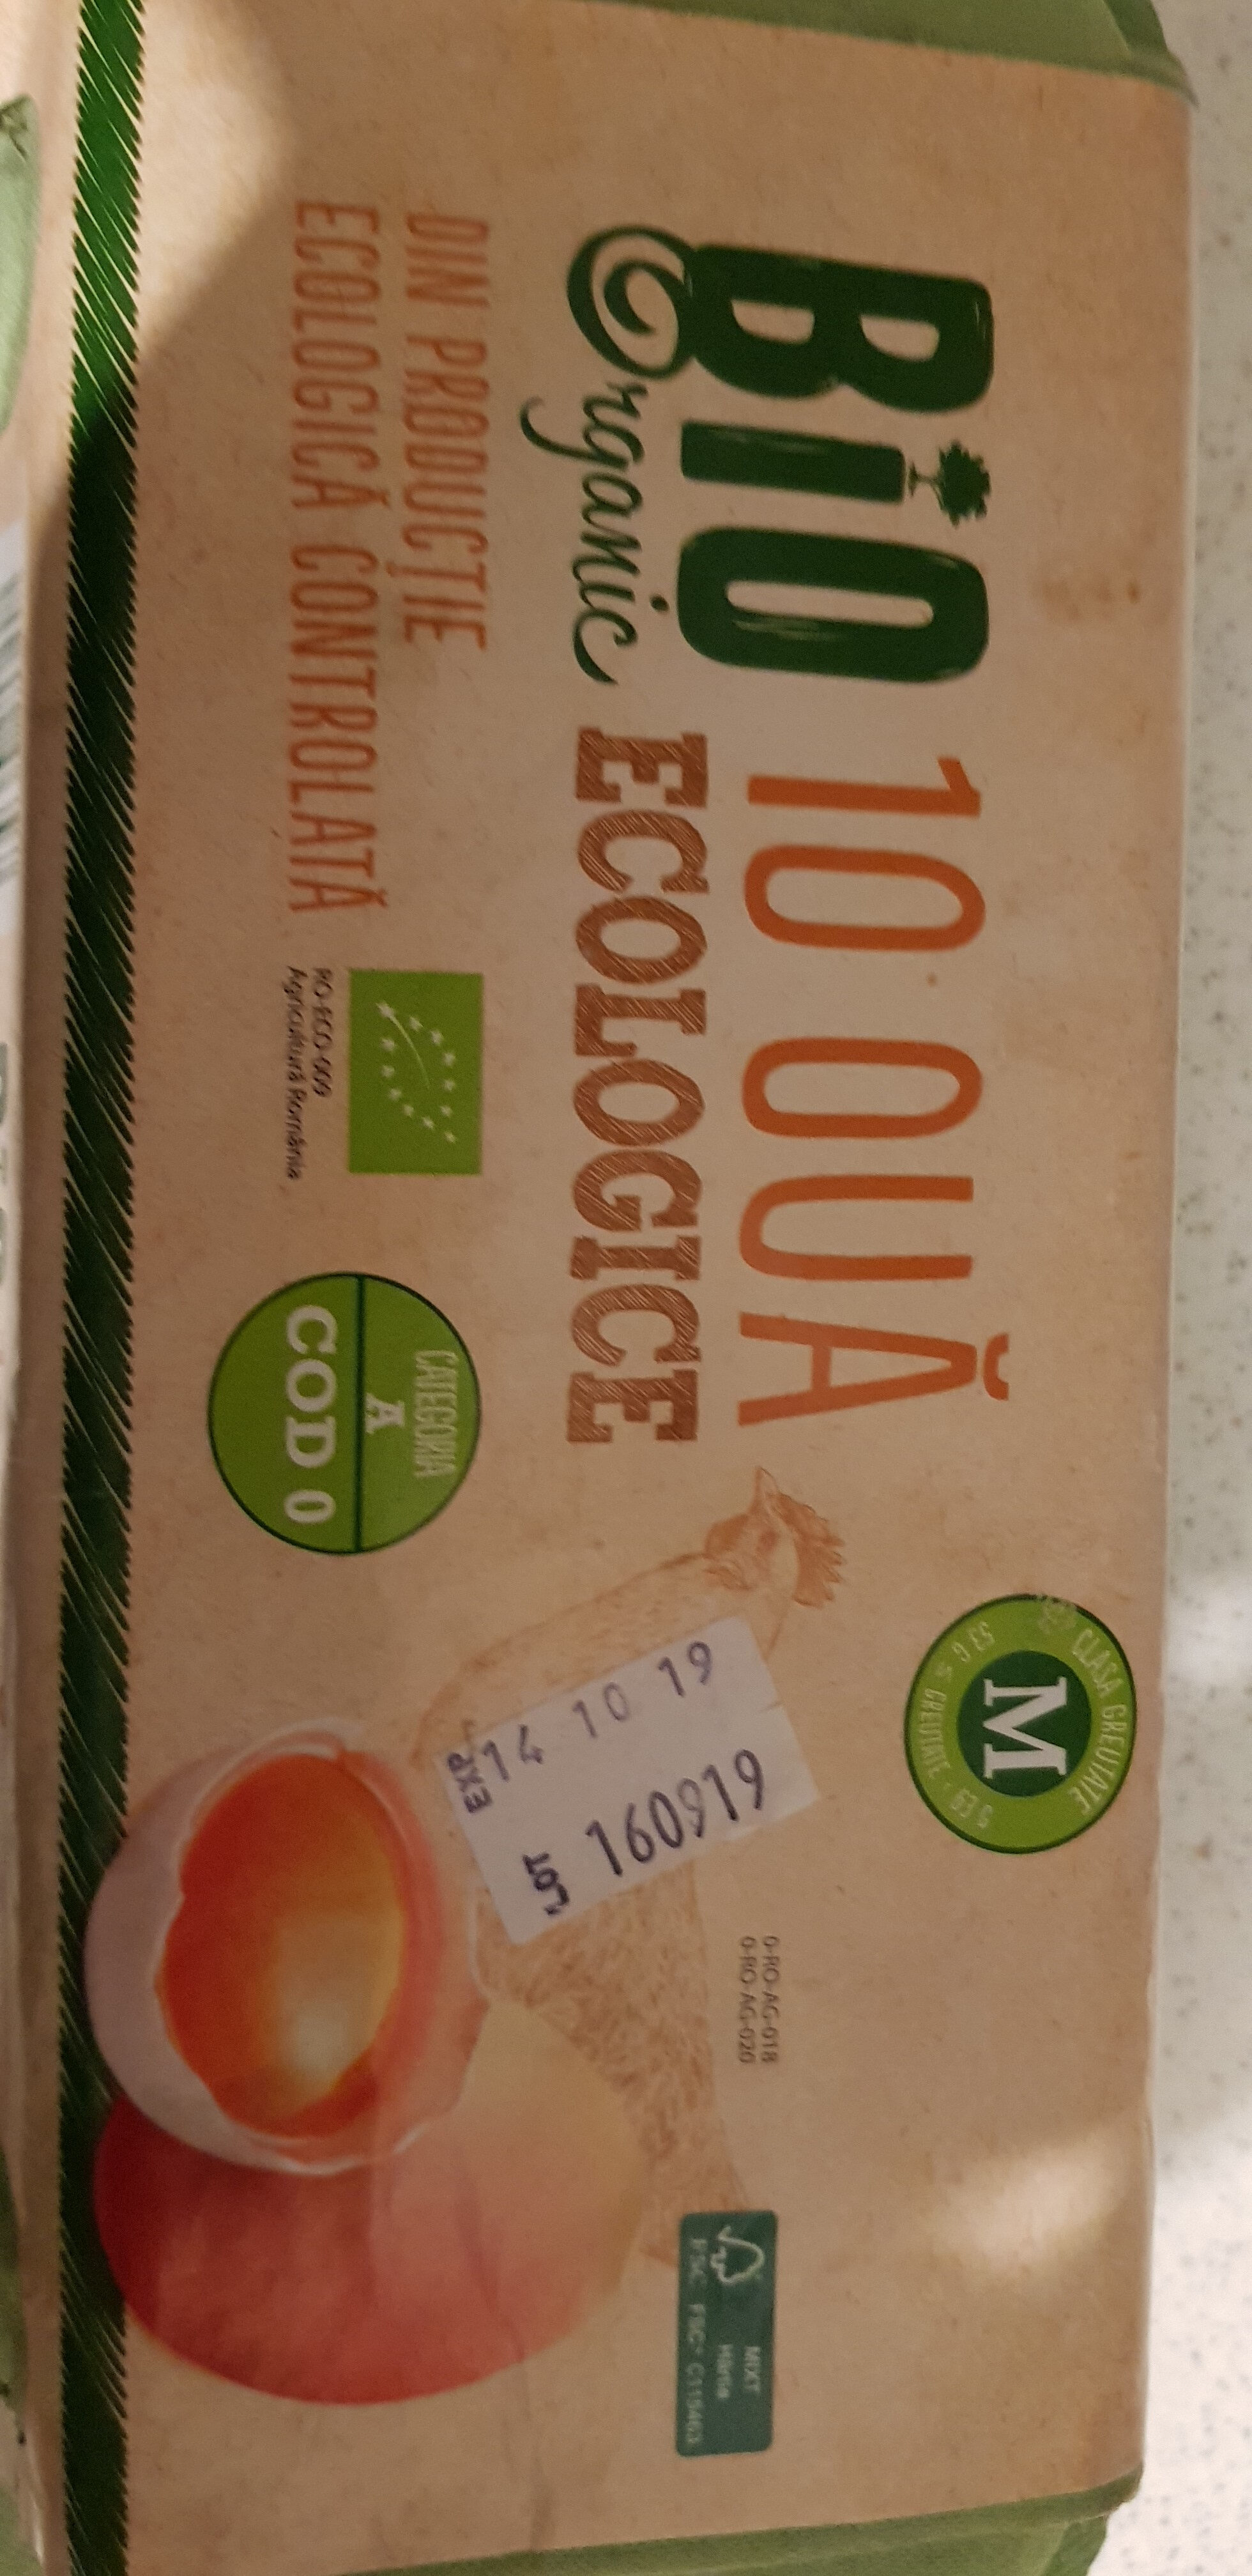 BiO
Organic
10 OUĂ
ECOLOGICE
DIN PRODUCȚIE
ECOLOGICĂ CONTROLATĂ
RO-ECO-009
Agricultură România
CATEGORIA
A
COD 0
CLASA GREUTATE
M
53 G ≤ GREUTATE < 63 G
EXP 14 10 19
LOT 160919
0-RO-AG-018
0-RO-AG-020
MIXT
Hârtie
FSC